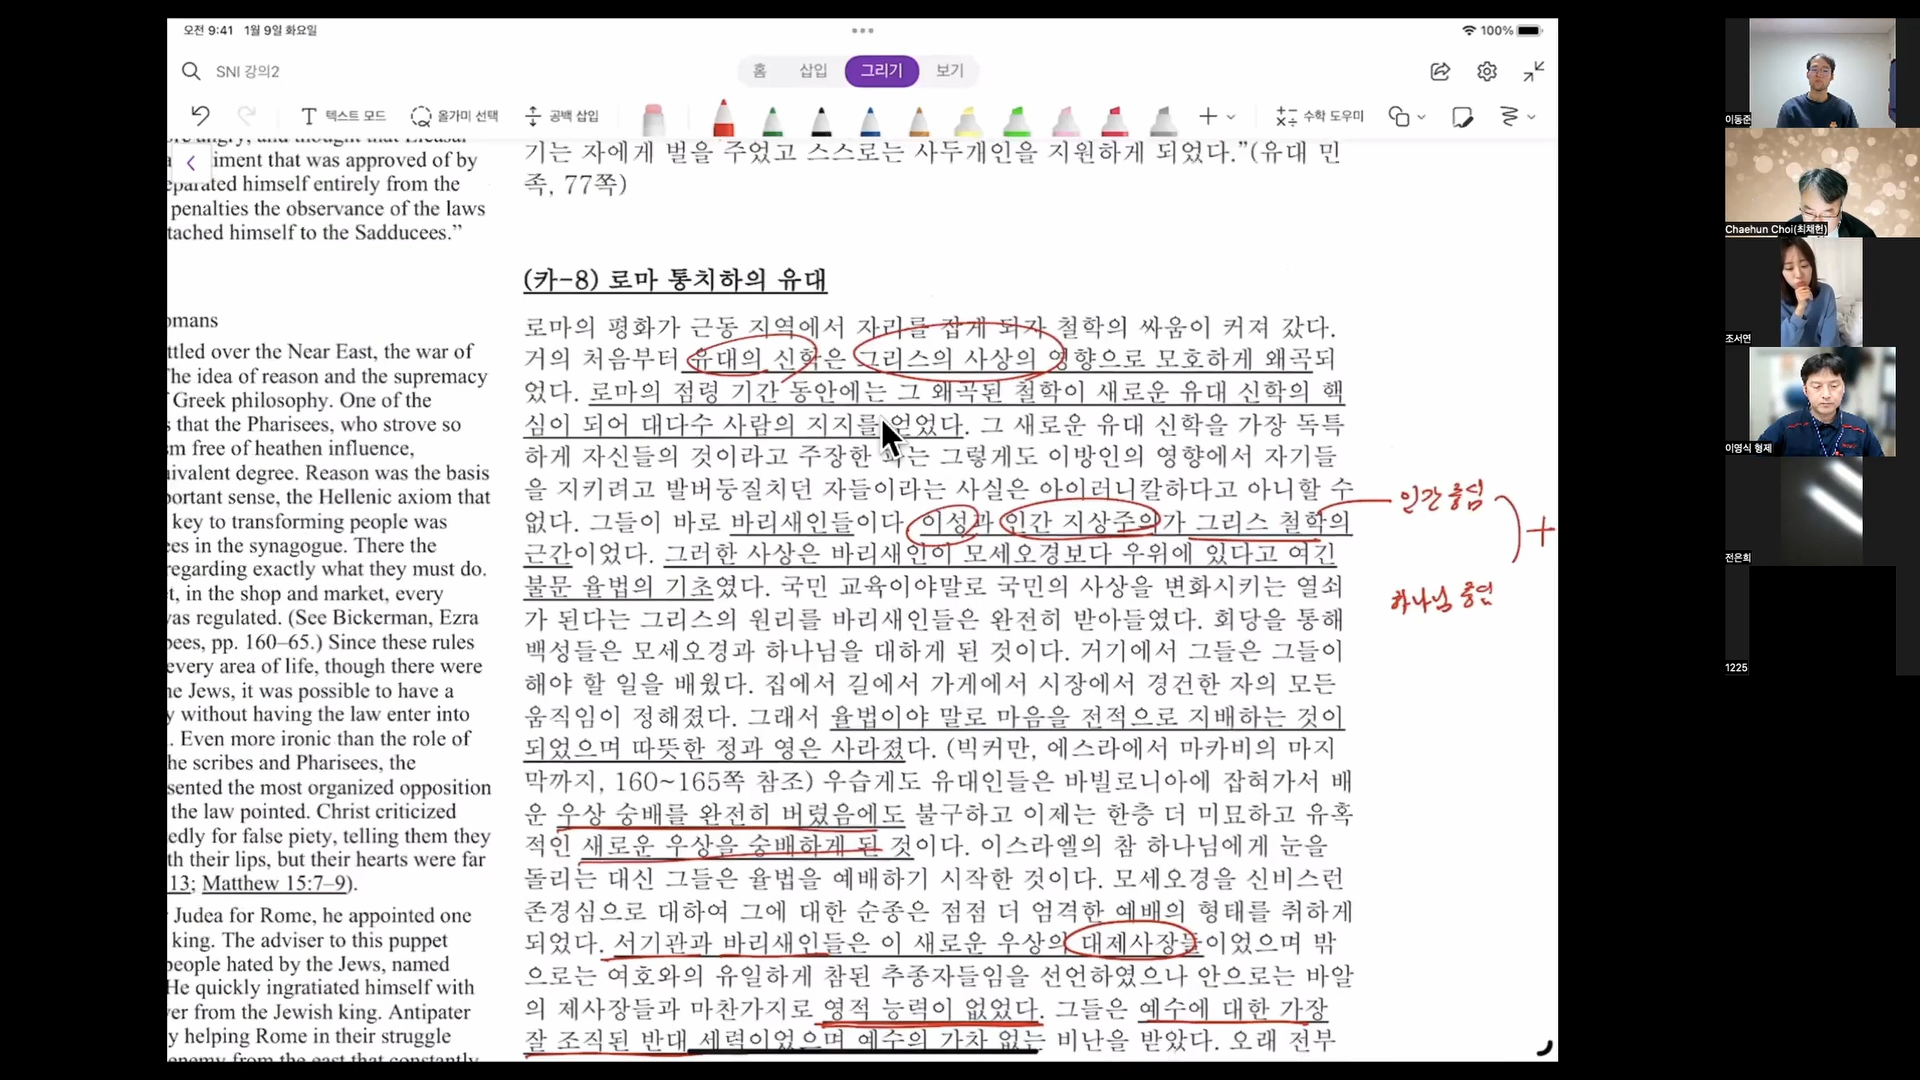 오전 9:41 1월 9일 화요일
100%
SNI 강의2
홈 삽입 그리기 보기
텍스트 모드 올가미 선택 공백 삽입 수학 도우미
iment that was approved of by
eparated himself entirely from the
penalties the observance of the laws
tached himself to the Sadducees.”
omans
ttled over the Near East, the war of
The idea of reason and the supremacy
Greek philosophy. One of the
s that the Pharisees, who strove so
sm free of heathen influence,
ivalent degree. Reason was the basis
portant sense, the Hellenic axiom that
key to transforming people was
ees in the synagogue. There the
regarding exactly what they must do.
t, in the shop and market, every
was regulated. (See Bickerman, Ezra
bees, pp. 160–65.) Since these rules
every area of life, though there were
he Jews, it was possible to have a
y without having the law enter into
. Even more ironic than the role of
he scribes and Pharisees, the
sented the most organized opposition
the law pointed. Christ criticized
edly for false piety, telling them they
th their lips, but their hearts were far
13; Matthew 15:7–9).
Judea for Rome, he appointed one
king. The adviser to this puppet
people hated by the Jews, named
He quickly ingratiated himself with
er from the Jewish king. Antipater
y helping Rome in their struggle
enemy from the east that constantly
기는 자에게 벌을 주었고 스스로는 사두개인을 지원하게 되었다.”(유대 민
족, 77쪽)
(카-8) 로마 통치하의 유대
로마의 평화가 근동 지역에서 자리를 잡게 되자 철학의 싸움이 커져 갔다.
거의 처음부터 유대의 신학은 그리스의 사상의 영향으로 모호하게 왜곡되
었다. 로마의 점령 기간 동안에는 그 왜곡된 철학이 새로운 유대 신학의 핵
심이 되어 대다수 사람의 지지를 얻었다. 그 새로운 유대 신학을 가장 독특
하게 자신들의 것이라고 주장한 는 그렇게도 이방인의 영향에서 자기들
을 지키려고 발버둥질치던 자들이라는 사실은 아이러니칼하다고 아니할 수
없다. 그들이 바로 바리새인들이다 이성과 인간 지상주의가 그리스 철학의
근간이었다. 그러한 사상은 바리새인이 모세오경보다 우위에 있다고 여긴
불문 율법의 기초였다. 국민 교육이야말로 국민의 사상을 변화시키는 열쇠
가 된다는 그리스의 원리를 바리새인들은 완전히 받아들였다. 회당을 통해
백성들은 모세오경과 하나님을 대하게 된 것이다. 거기에서 그들은 그들이
해야 할 일을 배웠다. 집에서 길에서 가게에서 시장에서 경건한 자의 모든
움직임이 정해졌다. 그래서 율법이야 말로 마음을 전적으로 지배하는 것이
되었으며 따뜻한 정과 영은 사라졌다. (빅커만, 에스라에서 마카비의 마지
막까지, 160~165쪽 참조) 우습게도 유대인들은 바빌로니아에 잡혀가서 배
운 우상 숭배를 완전히 버렸음에도 불구하고 이제는 한층 더 미묘하고 유혹
적인 새로운 우상을 숭배하게 된 것이다. 이스라엘의 참 하나님에게 눈을
돌리는 대신 그들은 율법을 예배하기 시작한 것이다. 모세오경을 신비스런
존경심으로 대하여 그에 대한 순종은 점점 더 엄격한 예배의 형태를 취하게
되었다. 서기관과 바리새인들은 이 새로운 우상의 대제사장들이었으며 밖
으로는 여호와의 유일하게 참된 추종자들임을 선언하였으나 안으로는 바알
의 제사장들과 마찬가지로 영적 능력이 없었다. 그들은 예수에 대한 가장
잘 조직된 반대 세력이었으며 예수의 가차 없는 비난을 받았다. 오래 전부
인간 중심
+
하나님 중심
이동준
Chaehun Choi(최채헌)
조서연
이영식 형제
전은희
1225